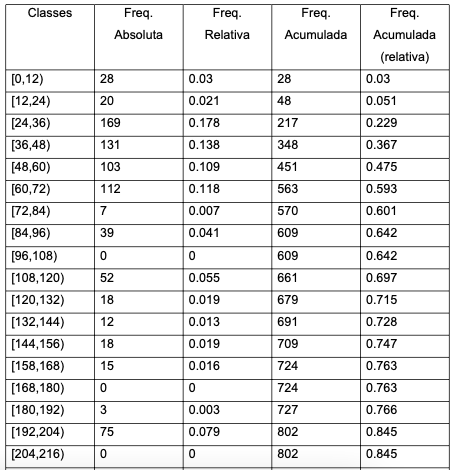 Classes Freq. Absoluta Freq. Relativa Freq. Acumulada Freq. Acumulada (relativa)
[0,12) 28 0.03 28 0.03
[12,24) 20 0.021 48 0.051
[24,36) 169 0.178 217 0.229
[36,48) 131 0.138 348 0.367
[48,60) 103 0.109 451 0.475
[60,72) 112 0.118 563 0.593
[72,84) 7 0.007 570 0.601
[84,96) 39 0.041 609 0.642
[96,108) 0 0 609 0.642
[108,120) 52 0.055 661 0.697
[120,132) 18 0.019 679 0.715
[132,144) 12 0.013 691 0.728
[144,156) 18 0.019 709 0.747
[158,168) 15 0.016 724 0.763
[168,180) 0 0 724 0.763
[180,192) 3 0.003 727 0.766
[192,204) 75 0.079 802 0.845
[204,216) 0 0 802 0.845